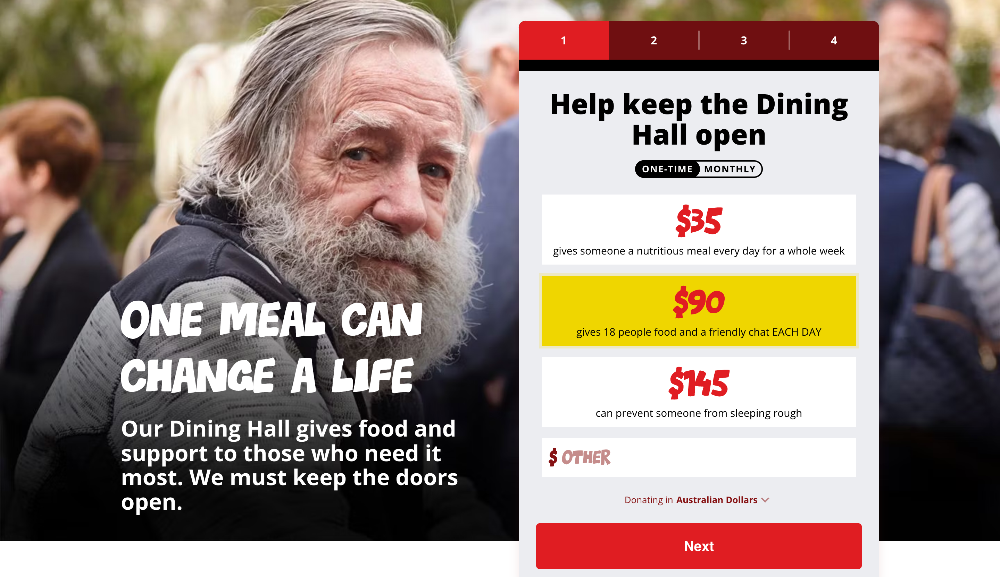 ONE MEAL CAN
CHANGE A LIFE
Our Dining Hall gives food and
support to those who need it
most. We must keep the doors
open.
1 2 3 4
Help keep the Dining
Hall open
ONE-TIME MONTHLY
$35
gives someone a nutritious meal every day for a whole week
$90
gives 18 people food and a friendly chat EACH DAY
$145
can prevent someone from sleeping rough
$ OTHER
Donating in Australian Dollars
Next